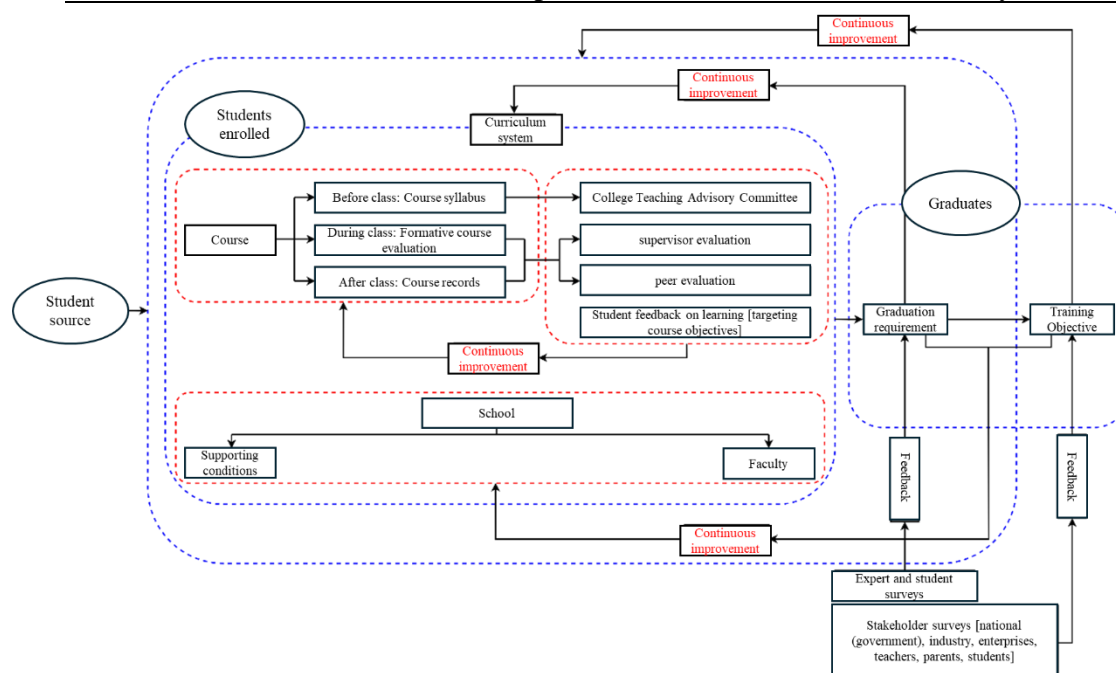 Continuous
improvement
Continuous
improvement
Students
enrolled
Curriculum
system
Before class: Course syllabus
College Teaching Advisory Committee
Graduates
Course
During class: Formative course
evaluation
supervisor evaluation
After class: Course records
peer evaluation
Student
source
Student feedback on learning [targeting
course objectives]
Graduation
requirement
Training
Objective
Continuous
improvement
School
Supporting
conditions
Faculty
Feedback
Feedback
Continuous
improvement
Expert and student
surveys
Stakeholder surveys [national
(government), industry, enterprises,
teachers, parents, students]